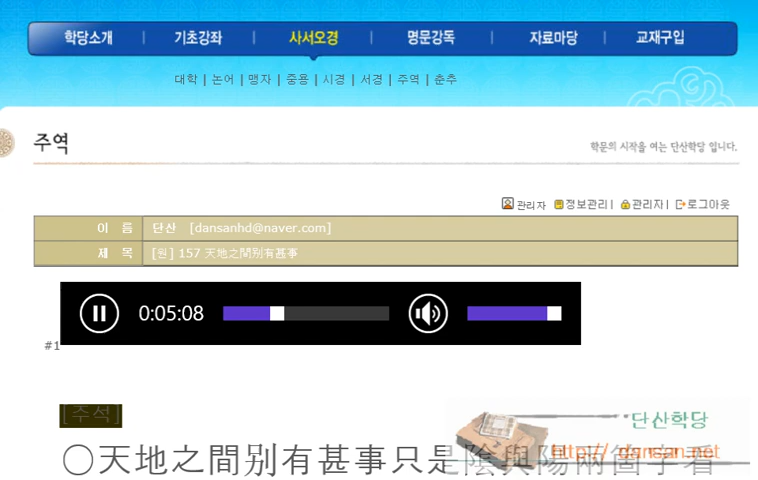 학당소개 | 기초강좌 | 사서오경 | 명문강독 | 자료마당 | 교재구입
대학 | 논어 | 맹자 | 중용 | 시경 | 서경 | 주역 | 춘추
주역
학문의 시작을 여는 단산학당 입니다.
관리자 정보관리 | 관리자 | 로그아웃
이 름 단산 [dansanhd@naver.com]
제 목 [원] 157 天地之間别有甚事
0:05:08
#1
[주석]
단산학당
http://dansan.net
○天地之間别有甚事只是陰與陽兩箇字看